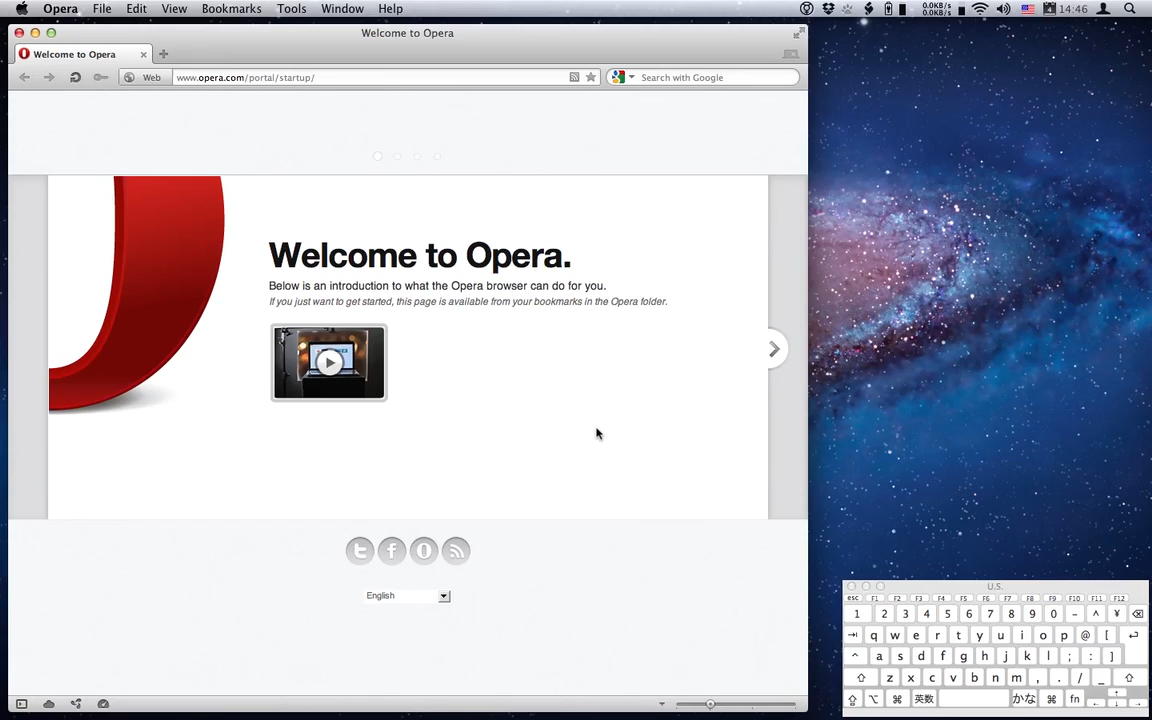 Opera File Edit View Bookmarks Tools Window Help
0.0KB/s
0.0KB/s
14:46
Welcome to Opera
Welcome to Opera
Web www.opera.com/portal/startup/ Search with Google
Welcome to Opera.
Below is an introduction to what the Opera browser can do for you.
If you just want to get started, this page is available from your bookmarks in the Opera folder.
English
U.S.
esc F1 F2 F3 F4 F5 F6 F7 F8 F9 F10 F11 F12
1 2 3 4 5 6 7 8 9 0 - ^ ¥
q w e r t y u i o p @ [
^ a s d f g h j k l ; : ]
z x c v b n m , . / _
英数 かな fn